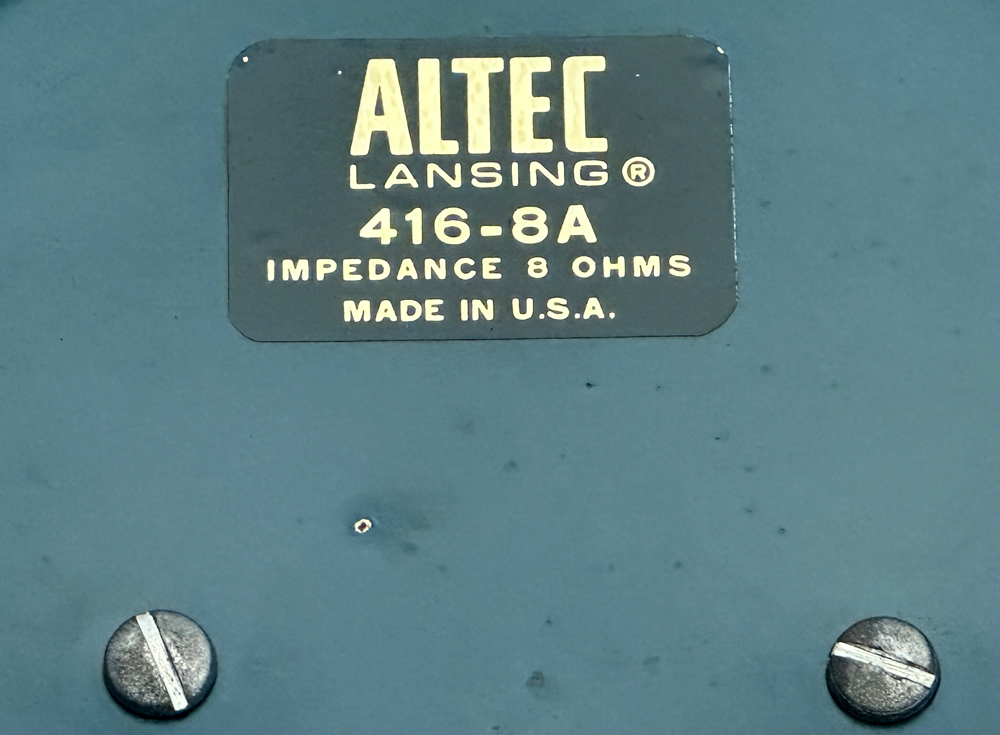 ALTEC
LANSING®
416-8A
IMPEDANCE 8 OHMS
MADE IN U.S.A.